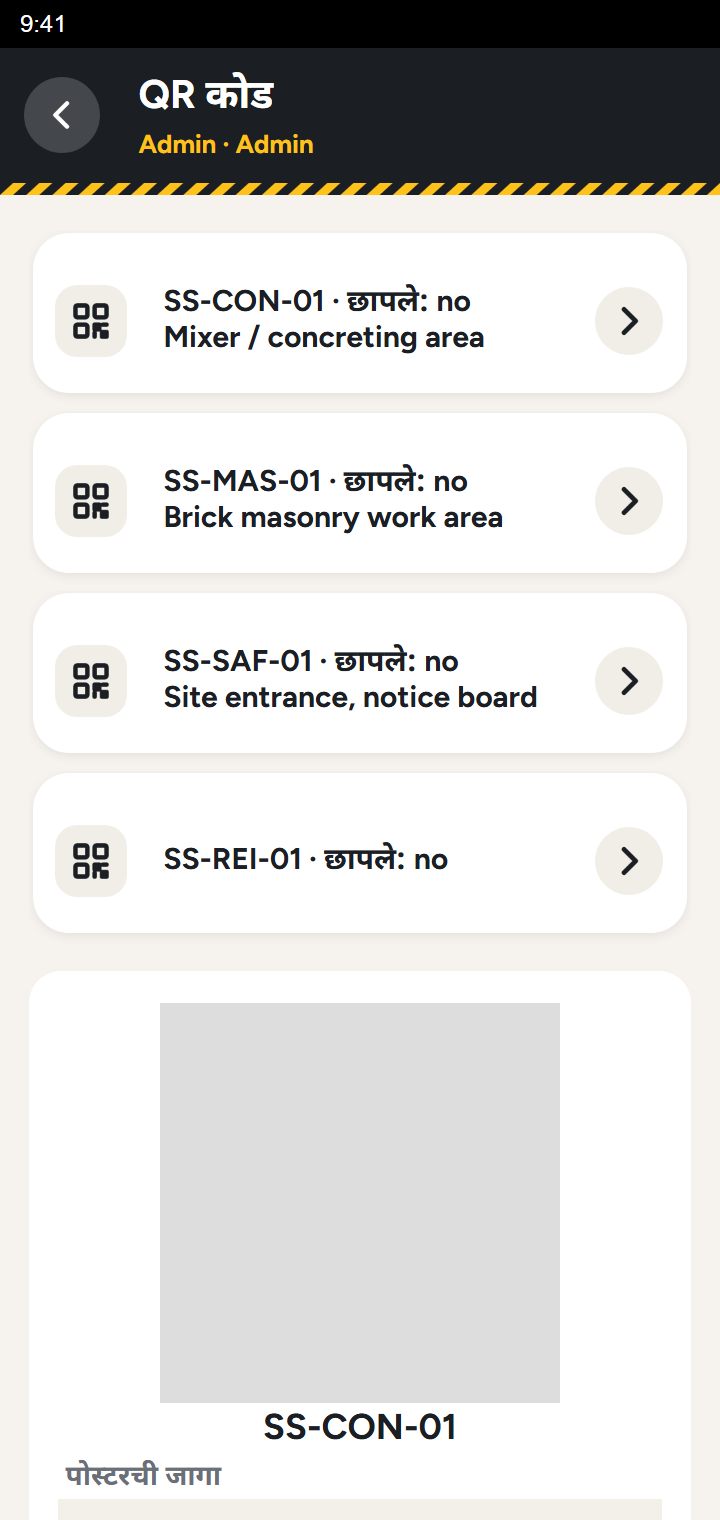 9:41
QR कोड
Admin · Admin
SS-CON-01 · छापले: no
Mixer / concreting area
SS-MAS-01 · छापले: no
Brick masonry work area
SS-SAF-01 · छापले: no
Site entrance, notice board
SS-REI-01 · छापले: no
SS-CON-01
पोस्टरची जागा